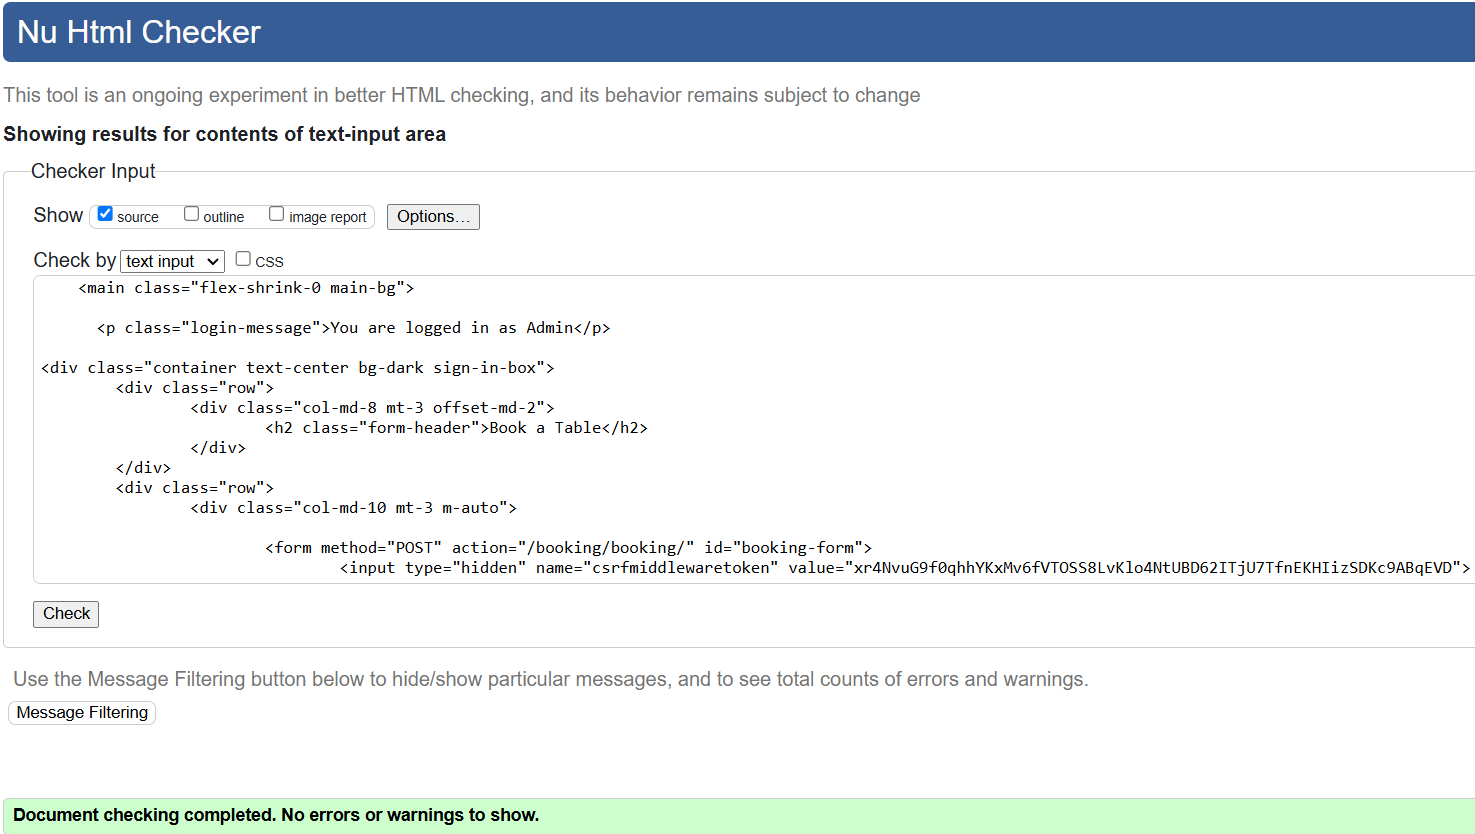 Nu Html Checker
This tool is an ongoing experiment in better HTML checking, and its behavior remains subject to change
Showing results for contents of text-input area
Checker Input
Show source outline image report Options...
Check by text input CSS
<main class="flex-shrink-0 main-bg">
<p class="login-message">You are logged in as Admin</p>
<div class="container text-center bg-dark sign-in-box">
<div class="row">
<div class="col-md-8 mt-3 offset-md-2">
<h2 class="form-header">Book a Table</h2>
</div>
</div>
<div class="row">
<div class="col-md-10 mt-3 m-auto">
<form method="POST" action="/booking/booking/" id="booking-form">
<input type="hidden" name="csrfmiddlewaretoken" value="xr4NvuG9f0qhhYKxMv6fVTOSS8LvKlo4NtUBD62ITjU7TfnEKHIizSDKc9ABqEVD">
Check
Use the Message Filtering button below to hide/show particular messages, and to see total counts of errors and warnings.
Message Filtering
Document checking completed. No errors or warnings to show.